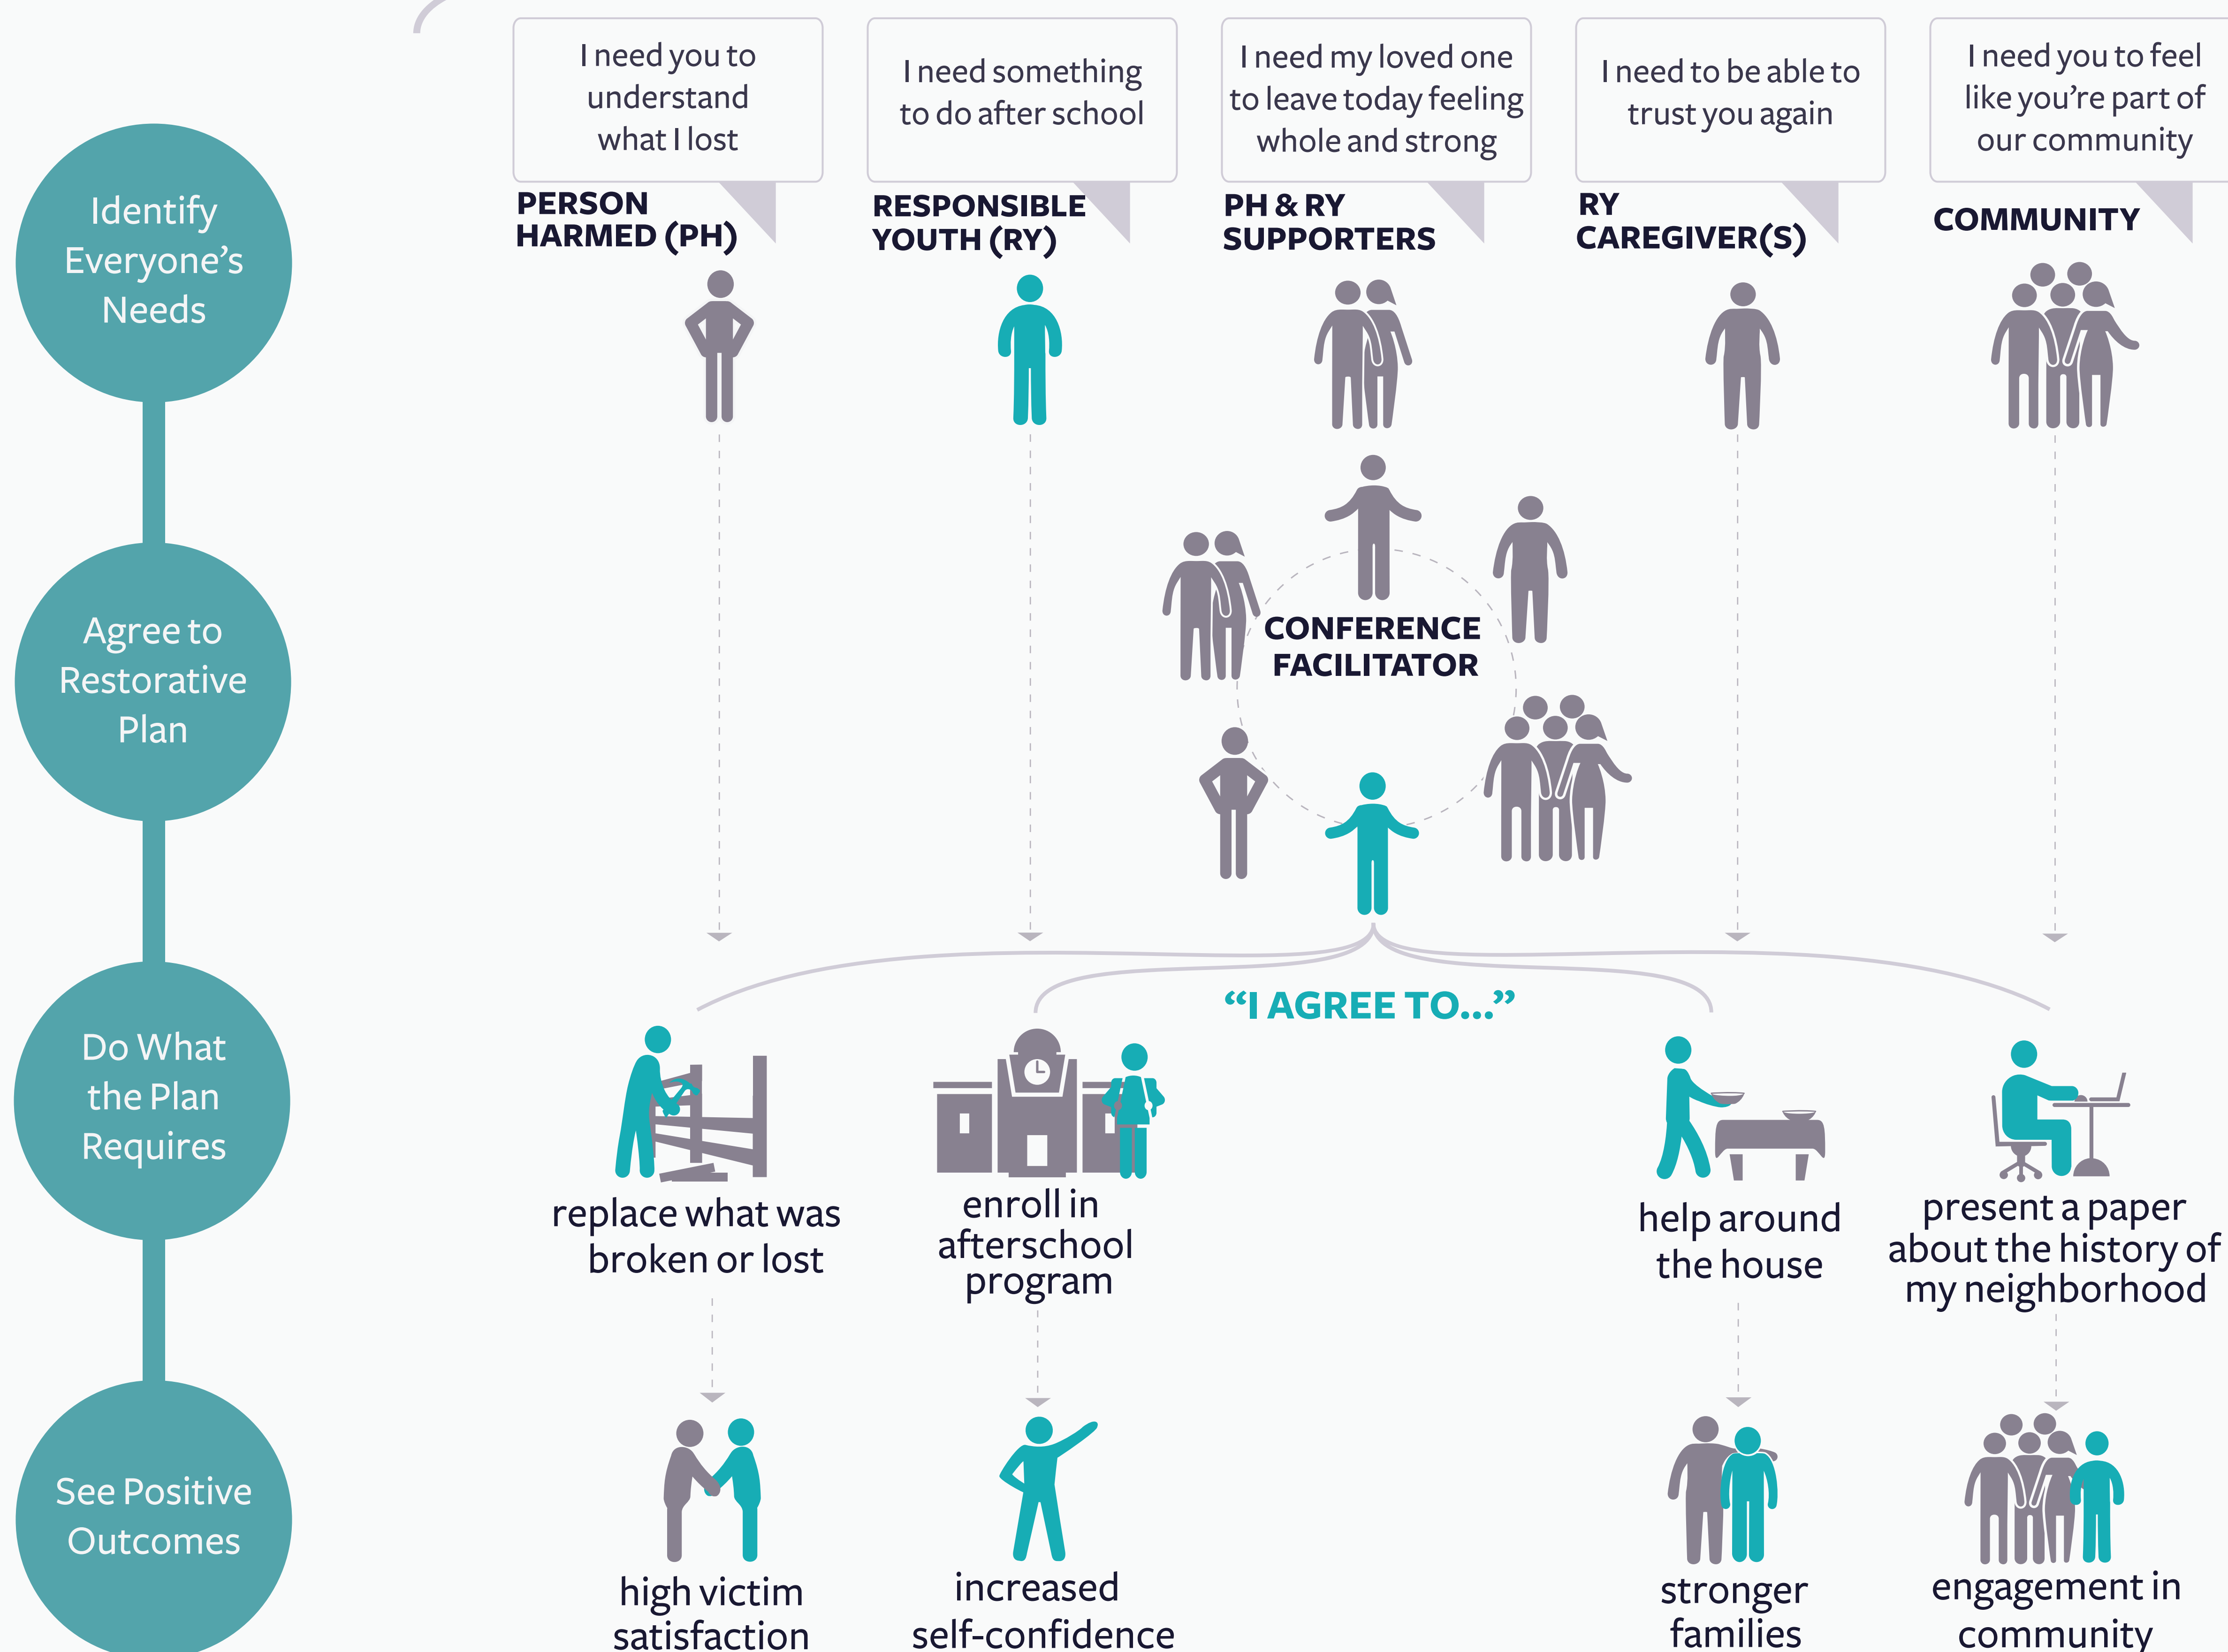 I need you to
understand
what I lost
I need something
to do after school
I need my loved one
to leave today feeling
whole and strong
I need to be able to
trust you again
I need you to feel
like you’re part of
our community
PERSON
HARMED (PH)
RESPONSIBLE
YOUTH (RY)
PH & RY
SUPPORTERS
RY
CAREGIVER(S)
COMMUNITY
Identify
Everyone’s
Needs
Agree to
Restorative
Plan
CONFERENCE
FACILITATOR
“I AGREE TO...”
Do What
the Plan
Requires
replace what was
broken or lost
enroll in
afterschool
program
help around
the house
present a paper
about the history of
my neighborhood
See Positive
Outcomes
high victim
satisfaction
increased
self-confidence
stronger
families
engagement in
community